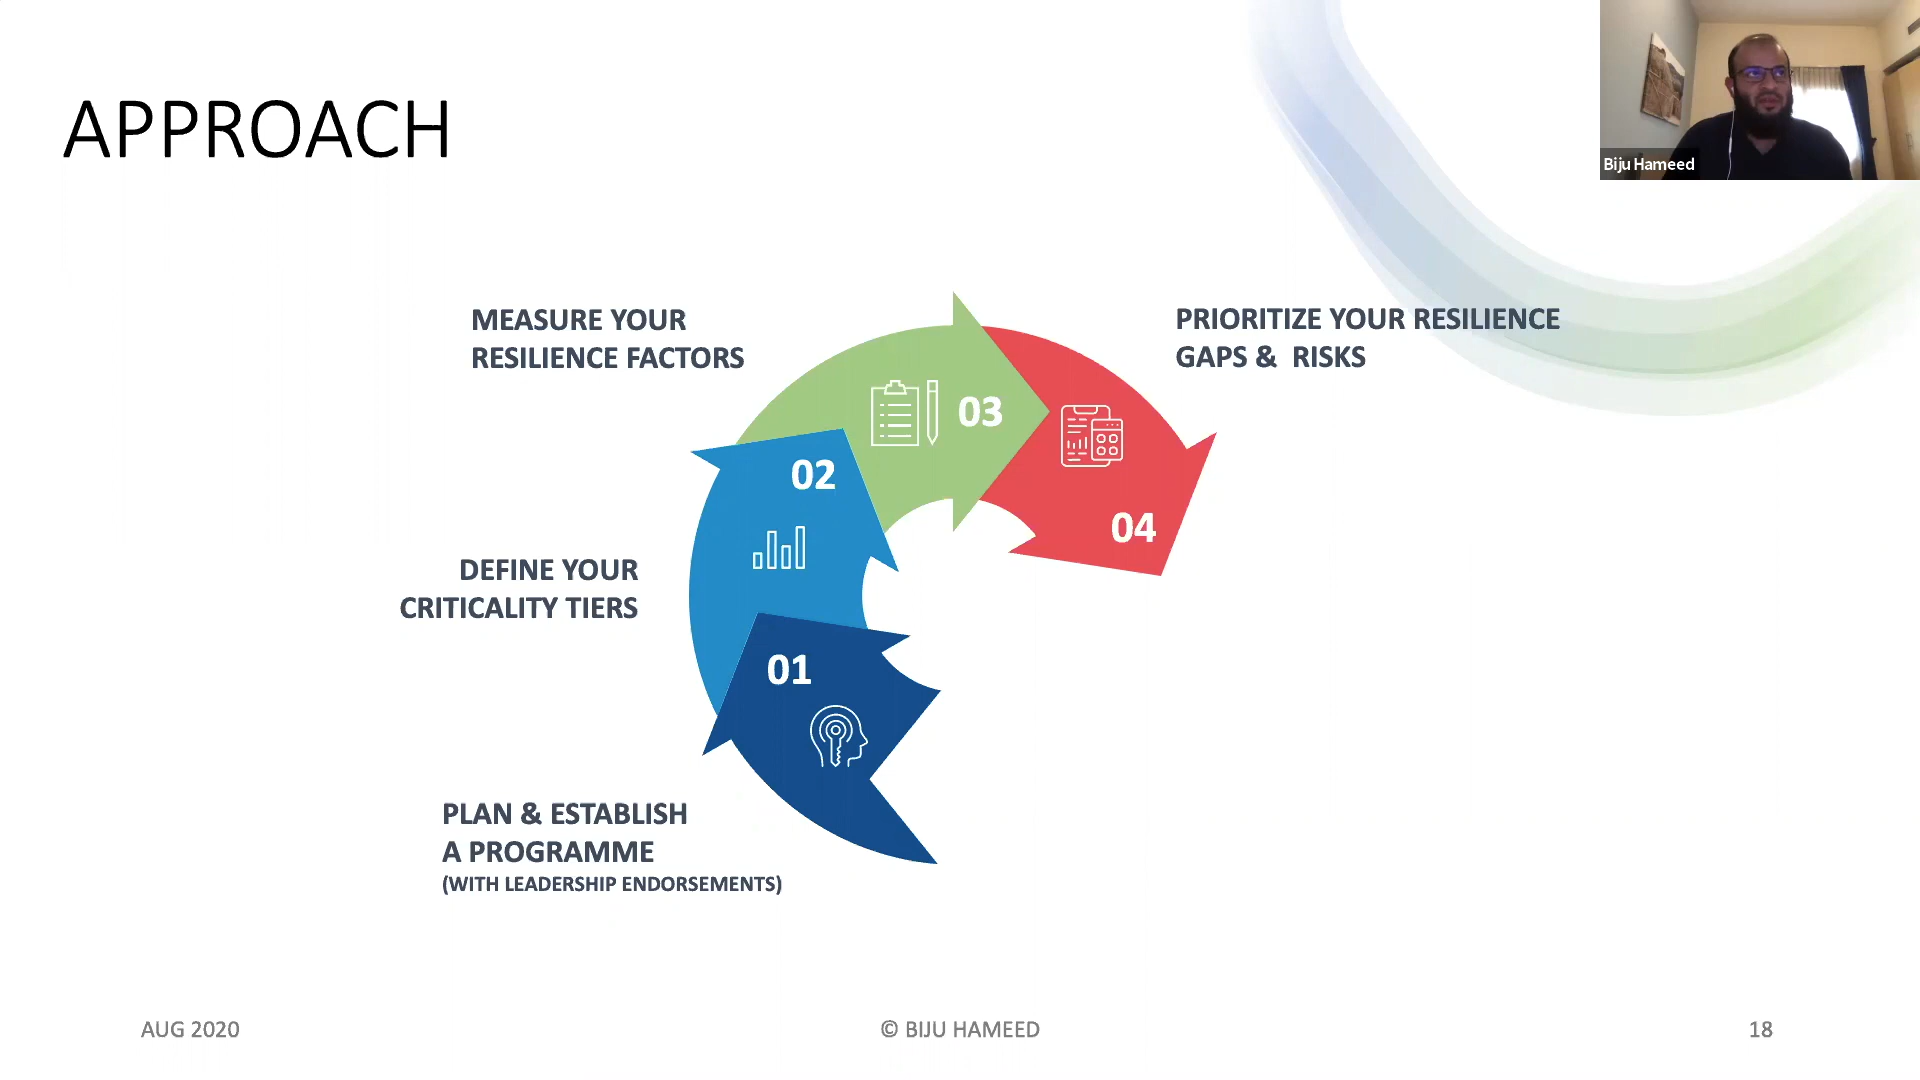 APPROACH
Biju Hameed
MEASURE YOUR
RESILIENCE FACTORS
PRIORITIZE YOUR RESILIENCE
GAPS & RISKS
03
02
04
DEFINE YOUR
CRITICALITY TIERS
01
PLAN & ESTABLISH
A PROGRAMME
(WITH LEADERSHIP ENDORSEMENTS)
AUG 2020
© BIJU HAMEED
18